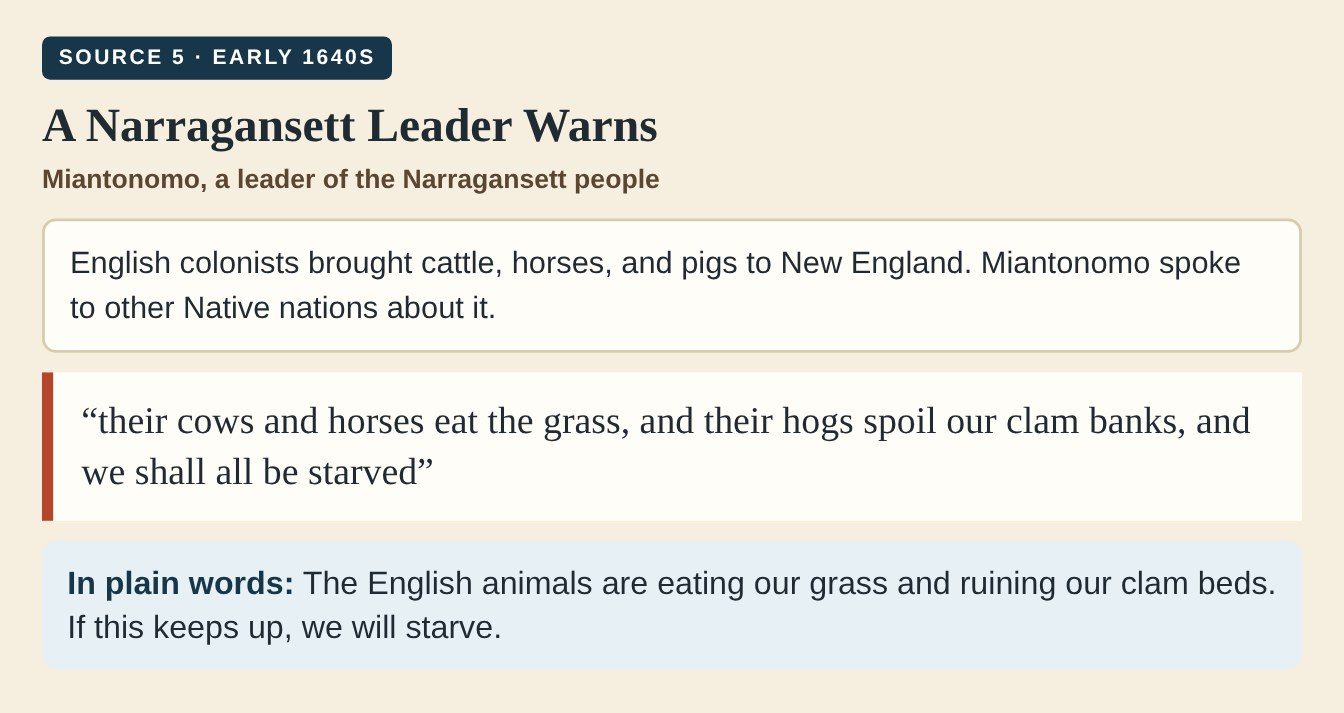 SOURCE 5 · EARLY 1640S
A Narragansett Leader Warns
Miantonomo, a leader of the Narragansett people
English colonists brought cattle, horses, and pigs to New England. Miantonomo spoke
to other Native nations about it.
“their cows and horses eat the grass, and their hogs spoil our clam banks, and
we shall all be starved”
In plain words: The English animals are eating our grass and ruining our clam beds.
If this keeps up, we will starve.